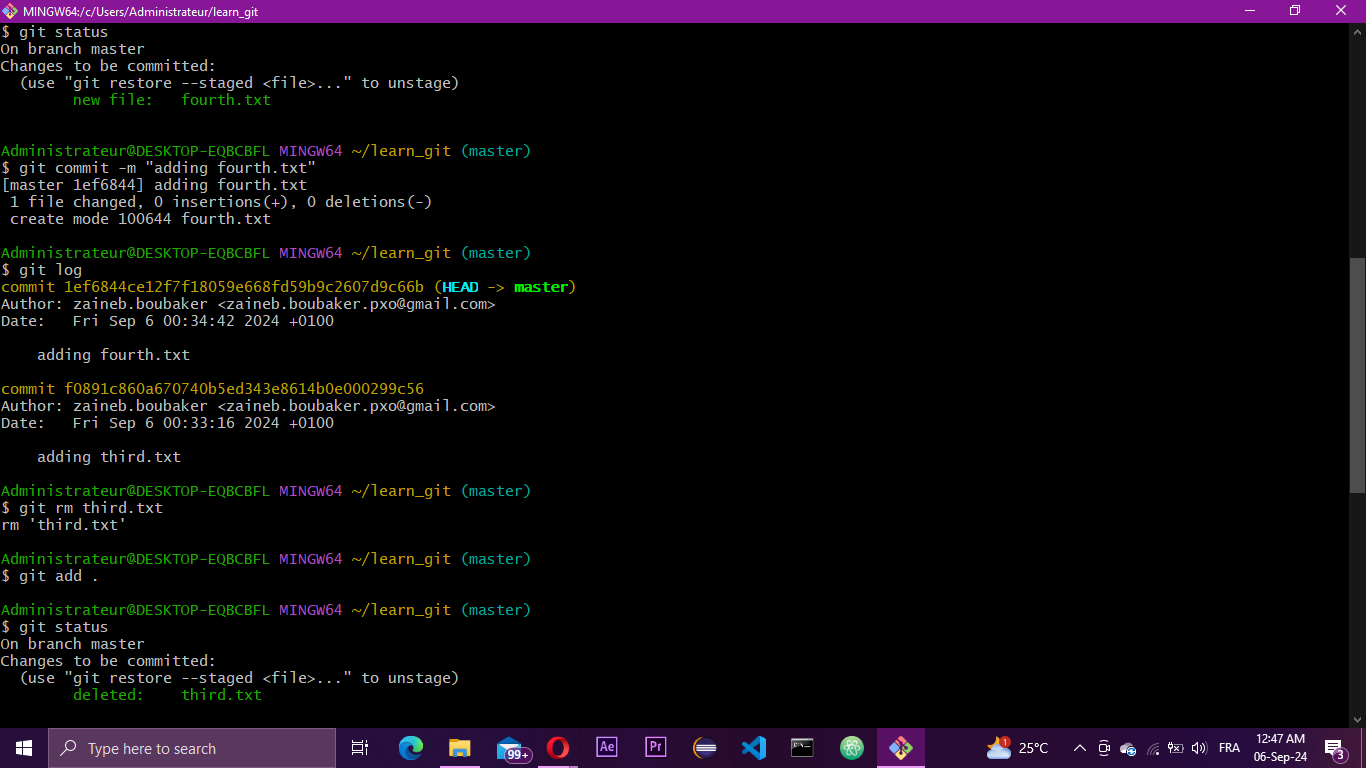 MINGW64:/c/Users/Administrateur/learn_git
$ git status
On branch master
Changes to be committed:
  (use "git restore --staged <file>..." to unstage)
        new file:   fourth.txt
Administrateur@DESKTOP-EQBCBFL MINGW64 ~/learn_git (master)
$ git commit -m "adding fourth.txt"
[master 1ef6844] adding fourth.txt
 1 file changed, 0 insertions(+), 0 deletions(-)
 create mode 100644 fourth.txt
Administrateur@DESKTOP-EQBCBFL MINGW64 ~/learn_git (master)
$ git log
commit 1ef6844ce12f7f18059e668fd59b9c2607d9c66b (HEAD -> master)
Author: zaineb.boubaker <zaineb.boubaker.pxo@gmail.com>
Date:   Fri Sep 6 00:34:42 2024 +0100
    adding fourth.txt
commit f0891c860a670740b5ed343e8614b0e000299c56
Author: zaineb.boubaker <zaineb.boubaker.pxo@gmail.com>
Date:   Fri Sep 6 00:33:16 2024 +0100
    adding third.txt
Administrateur@DESKTOP-EQBCBFL MINGW64 ~/learn_git (master)
$ git rm third.txt
rm 'third.txt'
Administrateur@DESKTOP-EQBCBFL MINGW64 ~/learn_git (master)
$ git add .
Administrateur@DESKTOP-EQBCBFL MINGW64 ~/learn_git (master)
$ git status
On branch master
Changes to be committed:
  (use "git restore --staged <file>..." to unstage)
        deleted:    third.txt
Type here to search
99+
Ae
Pr
1
25°C
FRA
12:47 AM
06-Sep-24
3